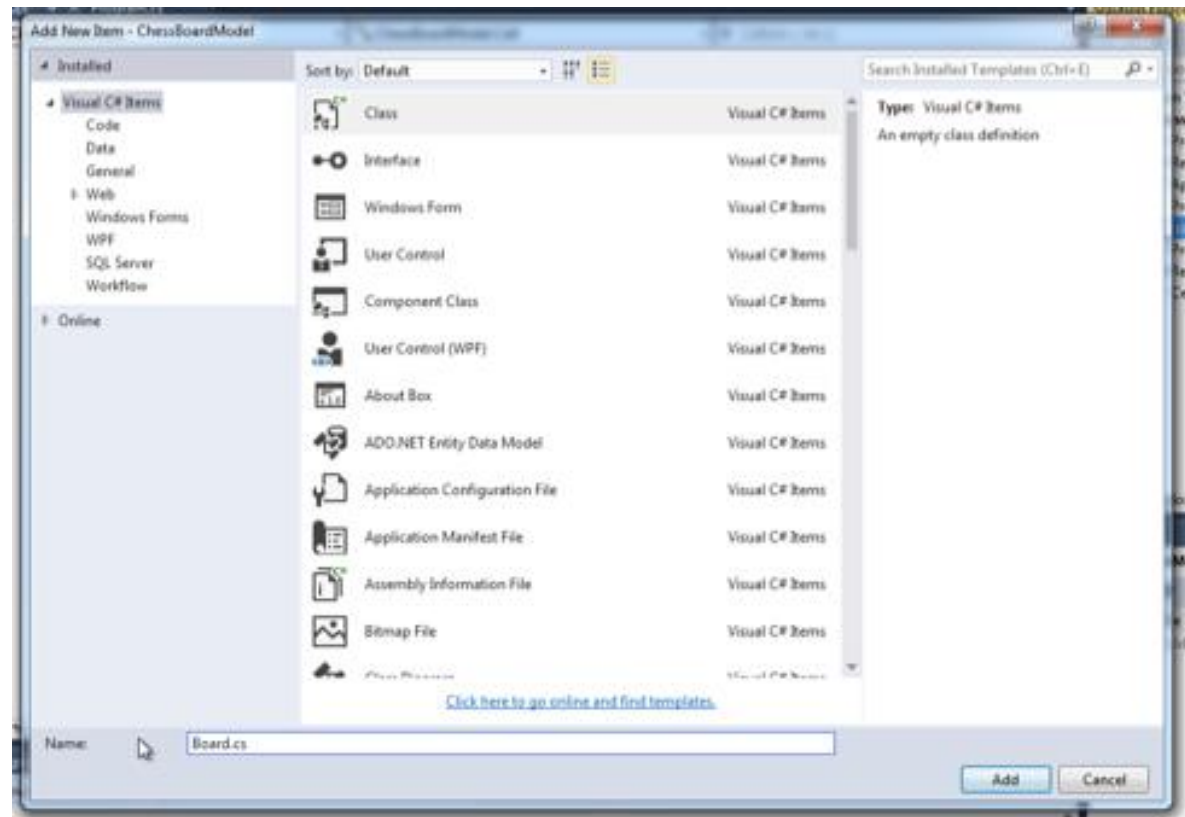 Add New Item - ChessBoardModel
Installed
Visual C# Items
Code
Data
General
Web
Windows Forms
WPF
SQL Server
Workflow
Online
Sort by: Default
Search Installed Templates (Ctrl+E)
Class Visual C# Items
Interface Visual C# Items
Windows Form Visual C# Items
User Control Visual C# Items
Component Class Visual C# Items
User Control (WPF) Visual C# Items
About Box Visual C# Items
ADO.NET Entity Data Model Visual C# Items
Application Configuration File Visual C# Items
Application Manifest File Visual C# Items
Assembly Information File Visual C# Items
Bitmap File Visual C# Items
Click here to go online and find templates.
Type: Visual C# Items
An empty class definition
Name: Board.cs
Add Cancel